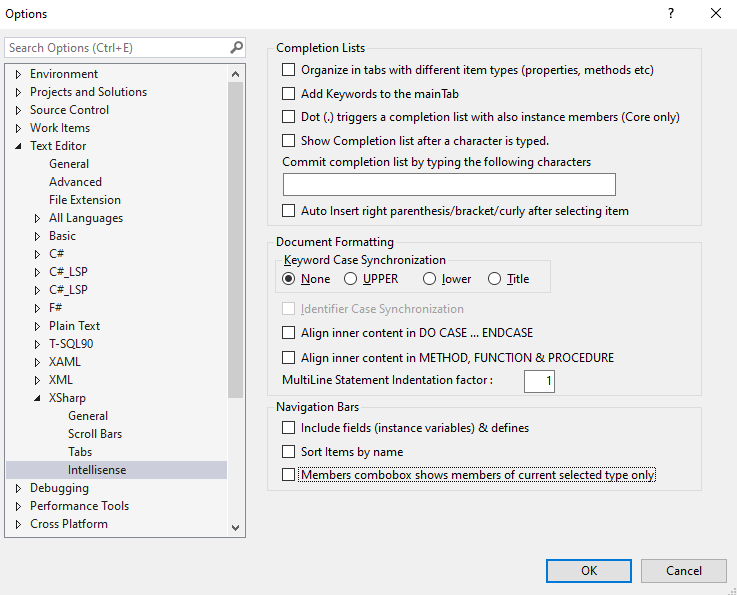 Options
Search Options (Ctrl+E)
Environment
Projects and Solutions
Source Control
Work Items
Text Editor
General
Advanced
File Extension
All Languages
Basic
C#
C#_LSP
C#_LSP
F#
Plain Text
T-SQL90
XAML
XML
XSharp
General
Scroll Bars
Tabs
Intellisense
Debugging
Performance Tools
Cross Platform
Completion Lists
Organize in tabs with different item types (properties, methods etc)
Add Keywords to the mainTab
Dot (.) triggers a completion list with also instance members (Core only)
Show Completion list after a character is typed.
Commit completion list by typing the following characters
Auto Insert right parenthesis/bracket/curly after selecting item
Document Formatting
Keyword Case Synchronization
None UPPER lower Title
Identifier Case Synchronization
Align inner content in DO CASE ... ENDCASE
Align inner content in METHOD, FUNCTION & PROCEDURE
MultiLine Statement Indentation factor : 1
Navigation Bars
Include fields (instance variables) & defines
Sort Items by name
Members combobox shows members of current selected type only
OK Cancel